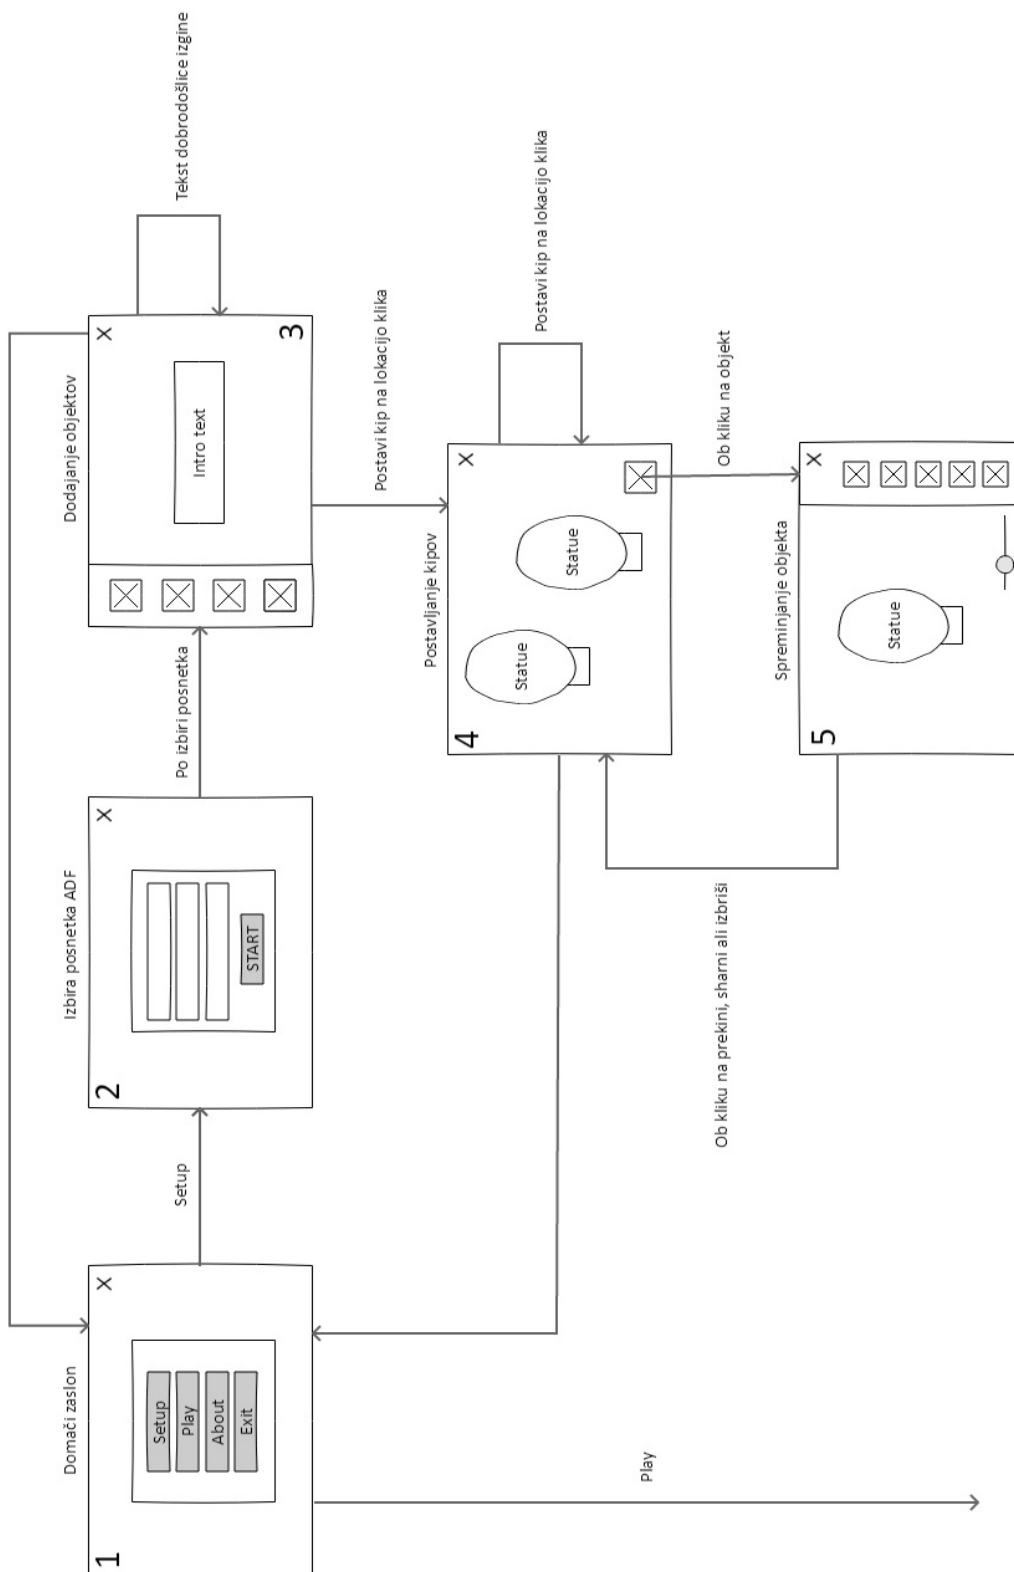 Domači zaslon
X
Setup
Play
About
Exit
1
Setup
Izbira posnetka ADF
X
START
2
Po izbiri posnetka
Dodajanje objektov
X
Intro text
3
Tekst dobrodošlice izgine
Postavi kip na lokacijo klika
Postavljanje kipov
X
Statue
Statue
4
Postavi kip na lokacijo klika
Ob kliku na objekt
Spreminjanje objekta
X
Statue
5
Ob kliku na prekini, sharni ali izbriši
Play